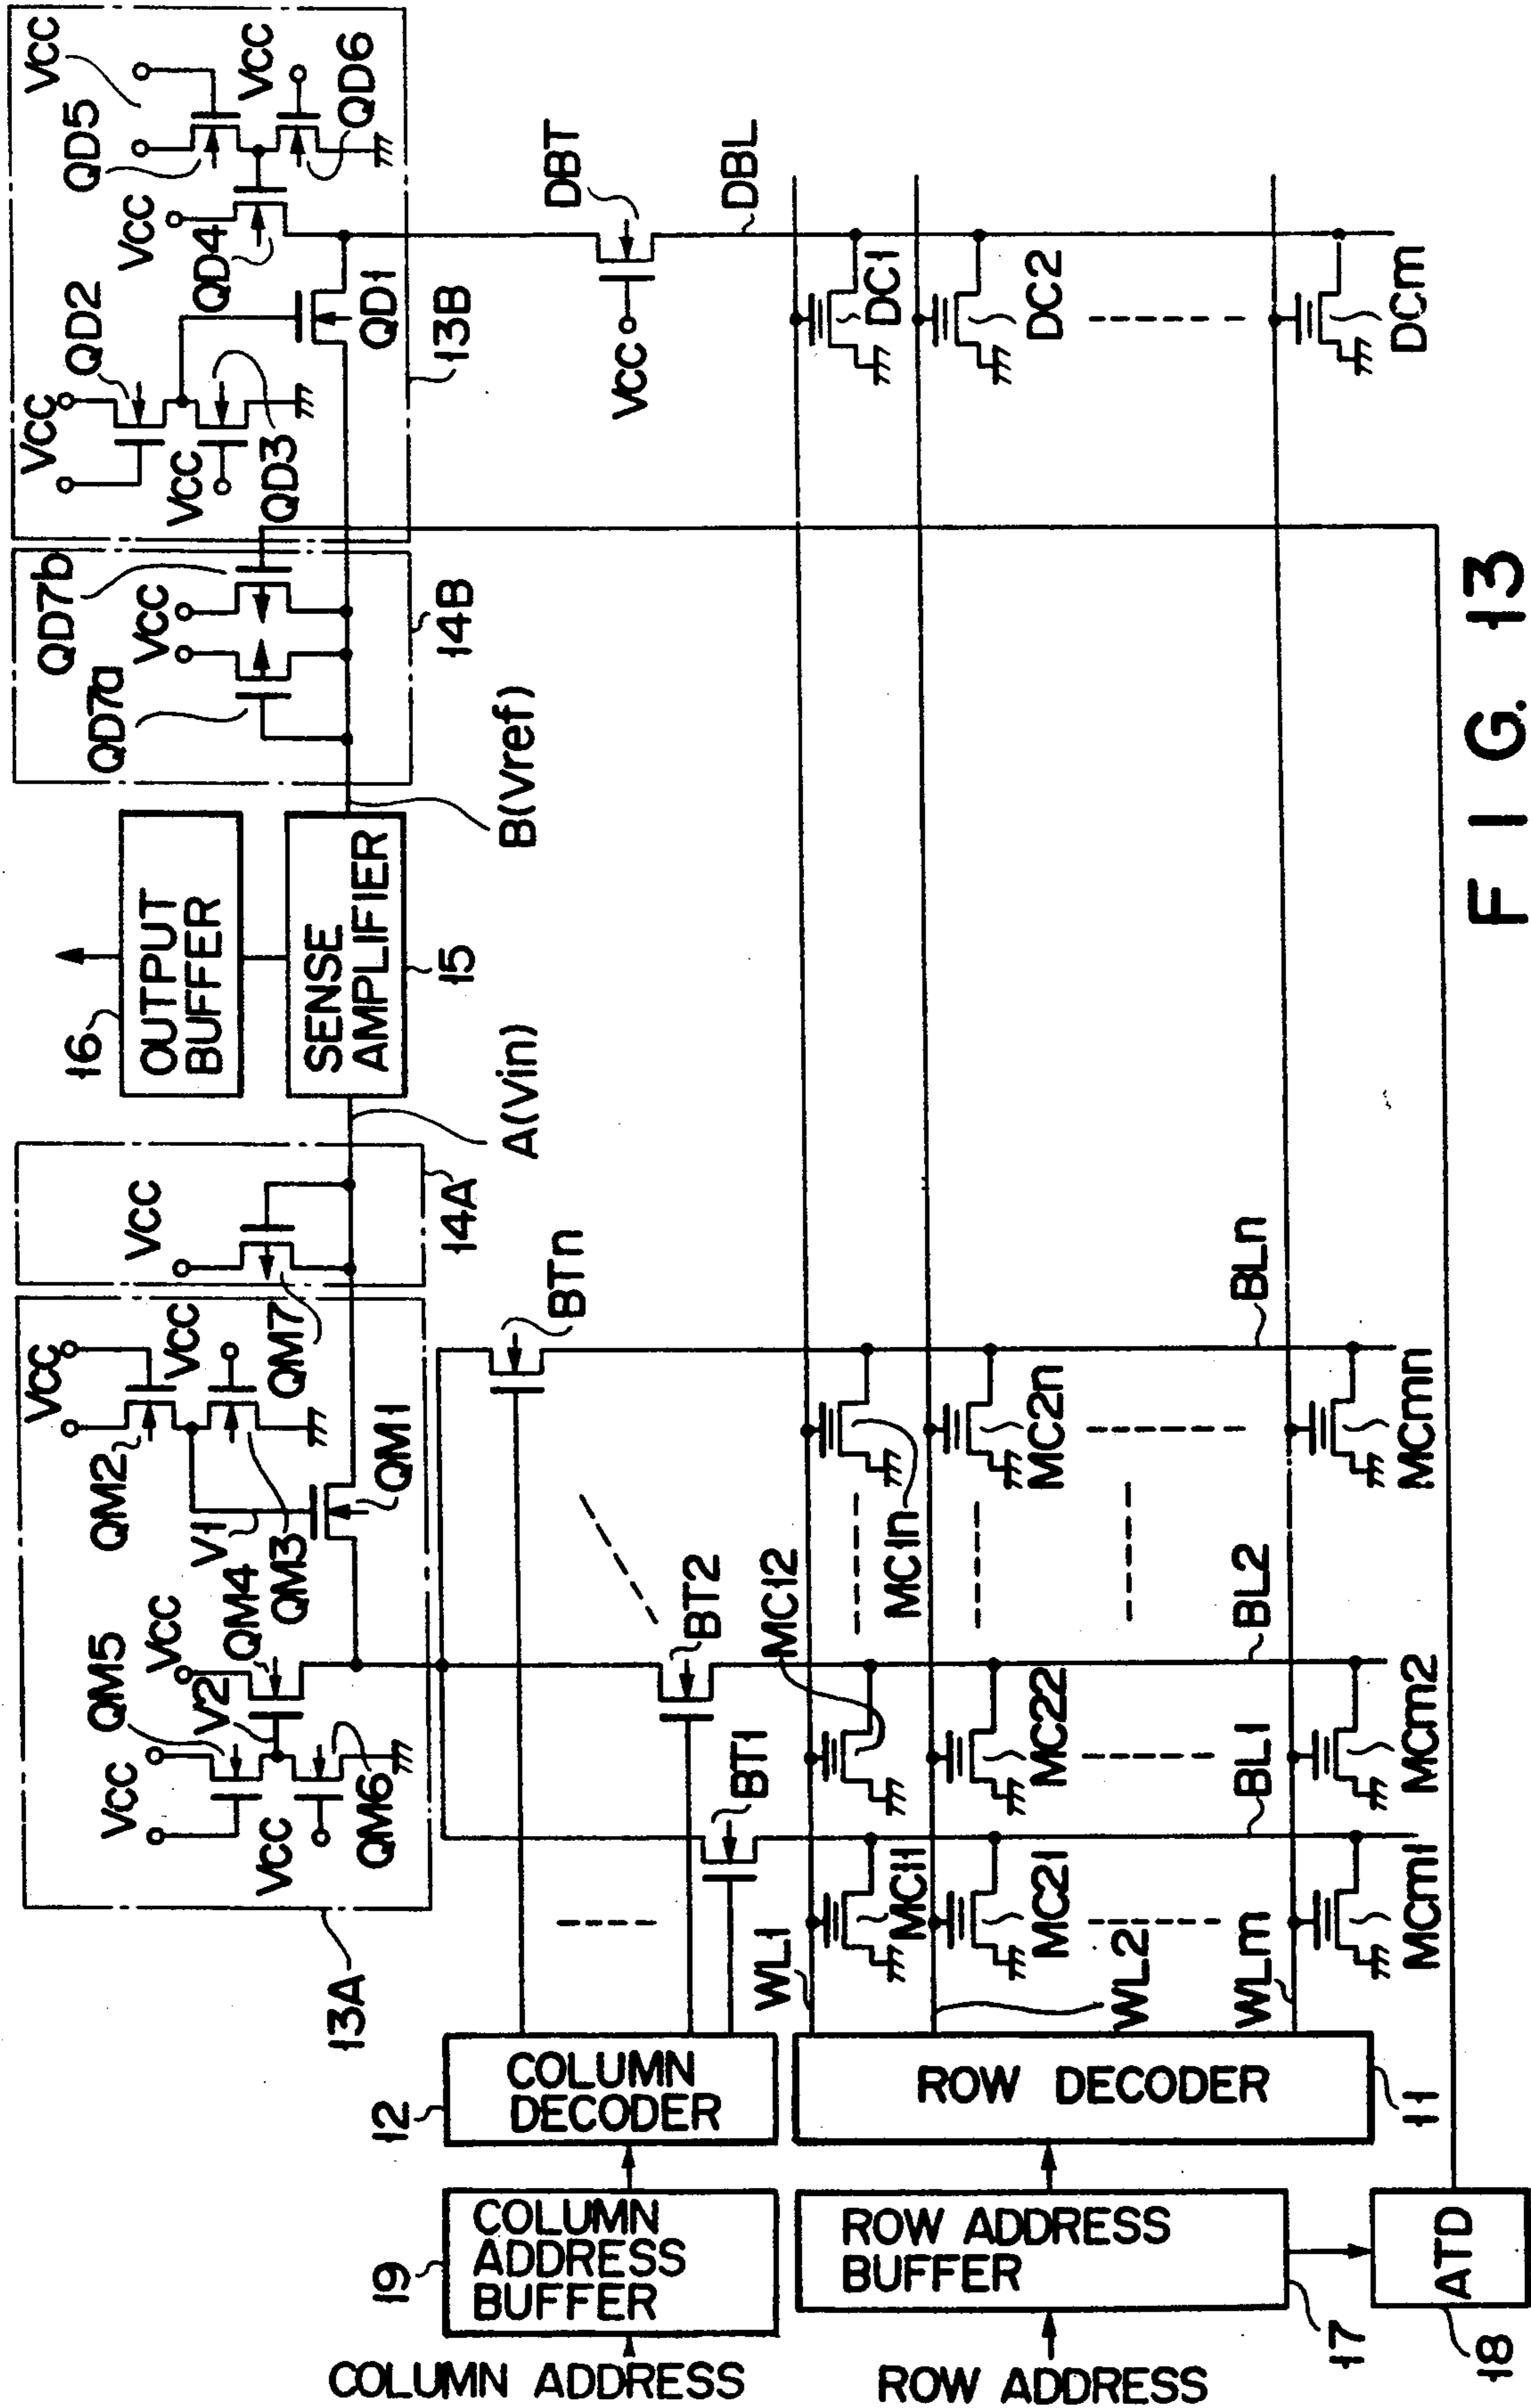 VCC
QM5
VCC
V2
QM4
VCC
QM6
V1
QM2
VCC
VCC
QM3
QM1
13A
VCC
QM7
14A
A(Vin)
16
OUTPUT
BUFFER
SENSE
AMPLIFIER
15
B(Vref)
QD7a
VCC
QD7b
14B
VCC
QD2
VCC
QD3
QD1
VCC
QD4
QD5
VCC
VCC
QD6
13B
DBT
VCC
DBL
COLUMN ADDRESS
19
COLUMN
ADDRESS
BUFFER
12
COLUMN
DECODER
BT1
BT2
BTn
ROW ADDRESS
ROW ADDRESS
BUFFER
17
ROW DECODER
11
WL1
MC11
MC12
MC1n
DC1
WL2
MC21
MC22
MC2n
DC2
BL1
BL2
BLn
WLm
MCm1
MCm2
MCmn
DCm
18
ATD
FIG. 13